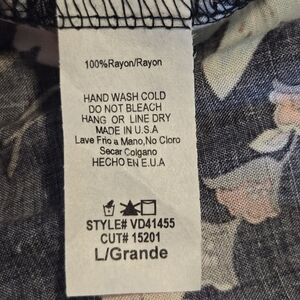 100%Rayon/Rayon
HAND WASH COLD
DO NOT BLEACH
HANG OR LINE DRY
MADE IN U.S.A
Lave Frio a Mano,No Cloro
Secar Colgano
HECHO EN E.U.A
STYLE# VD41455
CUT# 15201
L/Grande